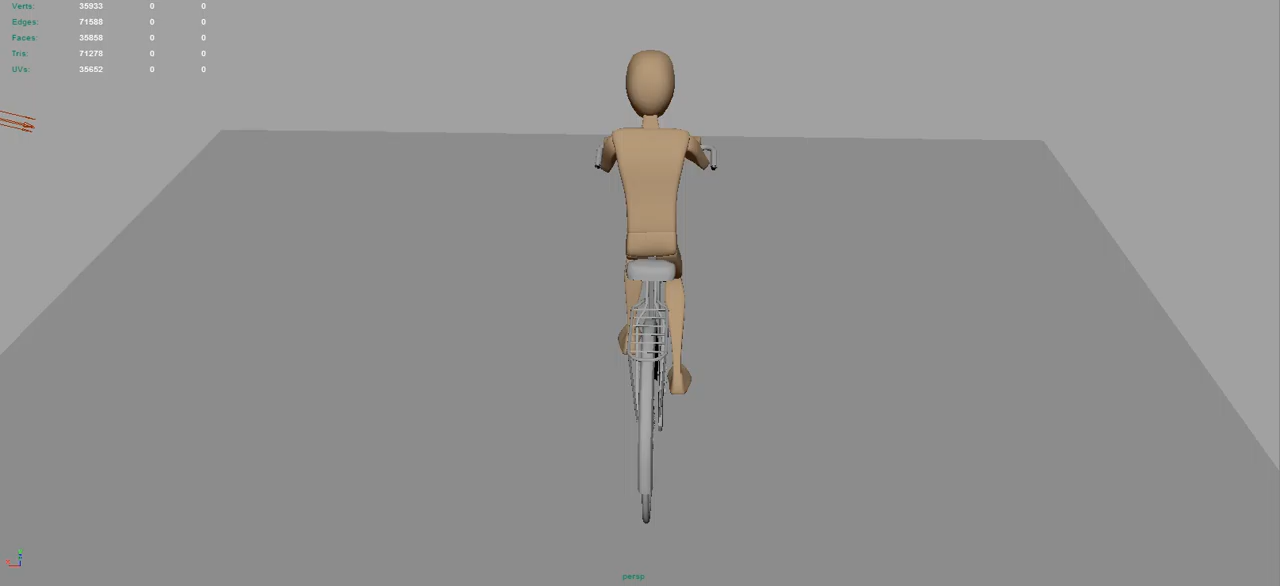 Verts: 35933 0 0
Edges: 71588 0 0
Faces: 35858 0 0
Tris: 71278 0 0
UVs: 35652 0 0
persp